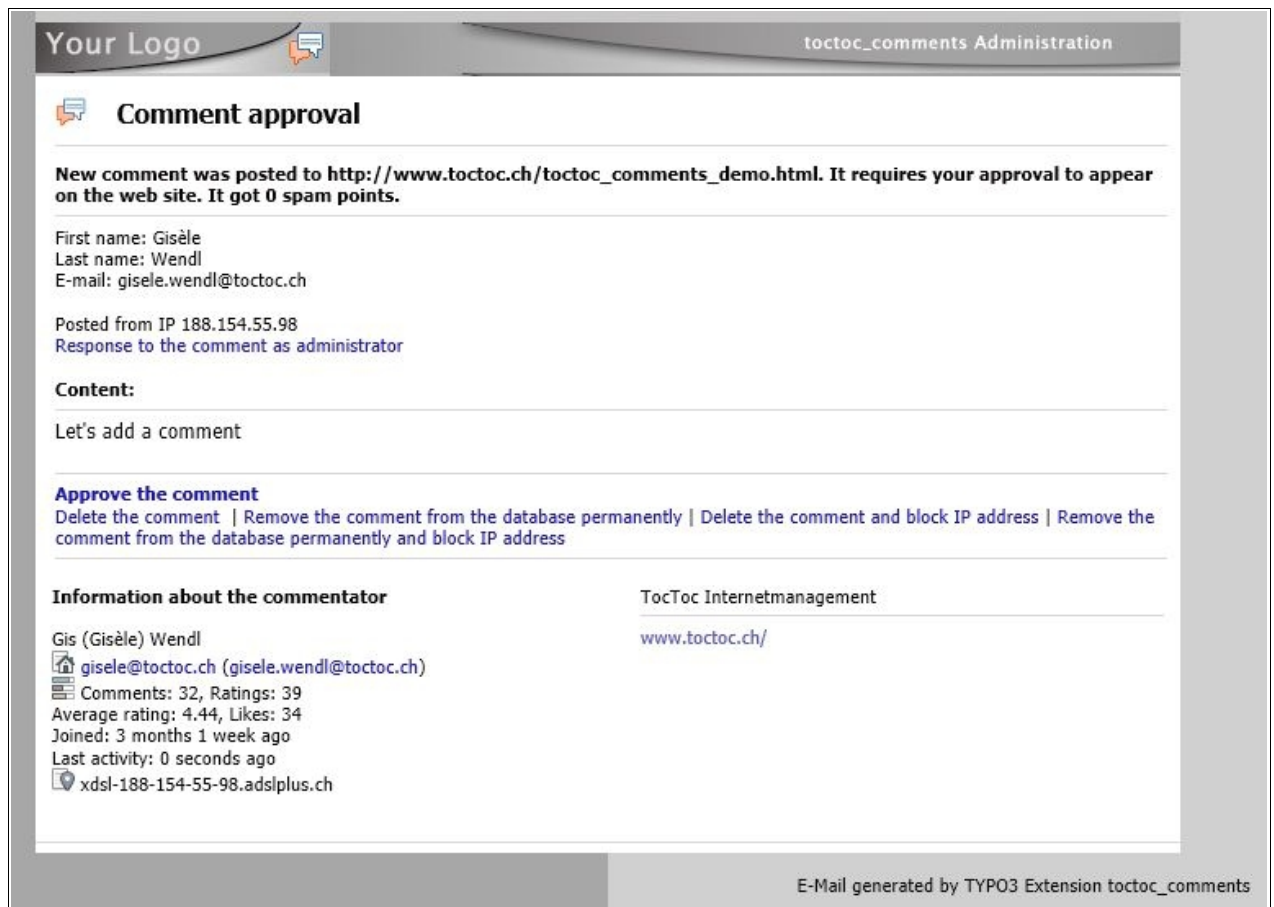 Your Logo
toctoc_comments Administration
Comment approval
New comment was posted to http://www.toctoc.ch/toctoc_comments_demo.html. It requires your approval to appear
on the web site. It got 0 spam points.
First name: Gisèle
Last name: Wendl
E-mail: gisele.wendl@toctoc.ch
Posted from IP 188.154.55.98
Response to the comment as administrator
Content:
Let's add a comment
Approve the comment
Delete the comment | Remove the comment from the database permanently | Delete the comment and block IP address | Remove the
comment from the database permanently and block IP address
Information about the commentator
Gis (Gisèle) Wendl
gisele@toctoc.ch (gisele.wendl@toctoc.ch)
Comments: 32, Ratings: 39
Average rating: 4.44, Likes: 34
Joined: 3 months 1 week ago
Last activity: 0 seconds ago
xdsl-188-154-55-98.adslplus.ch
TocToc Internetmanagement
www.toctoc.ch/
E-Mail generated by TYPO3 Extension toctoc_comments